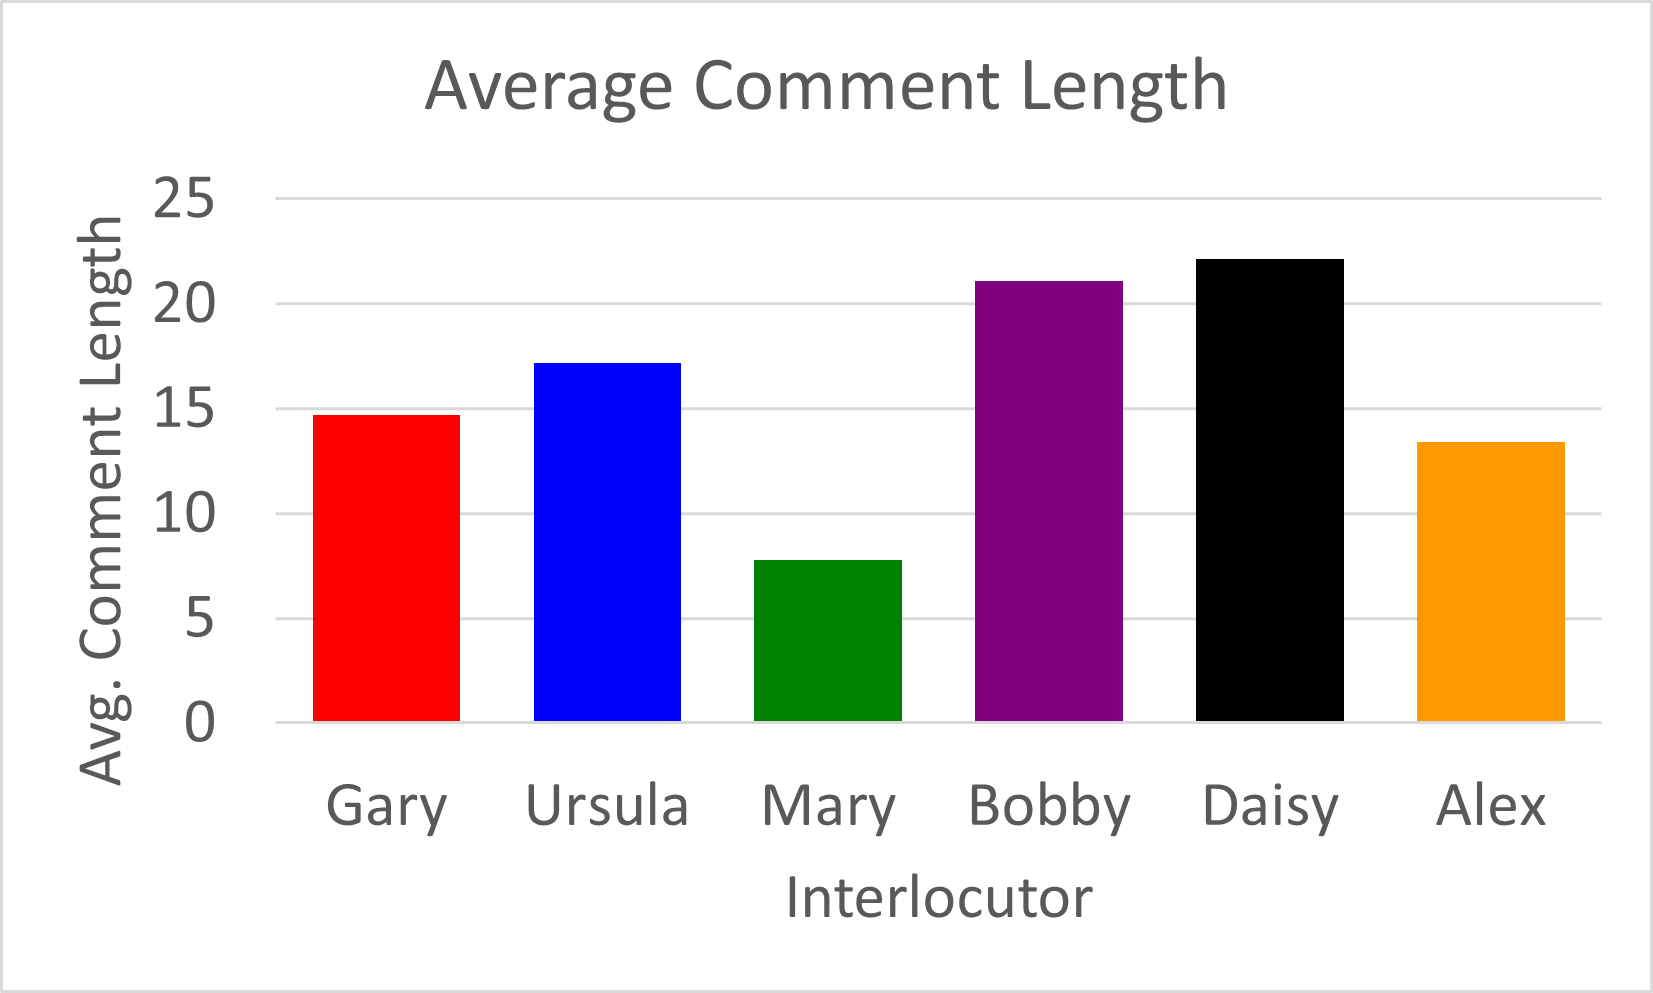 Average Comment Length
Avg. Comment Length
25
20
15
10
5
0
Gary Ursula Mary Bobby Daisy Alex
Interlocutor